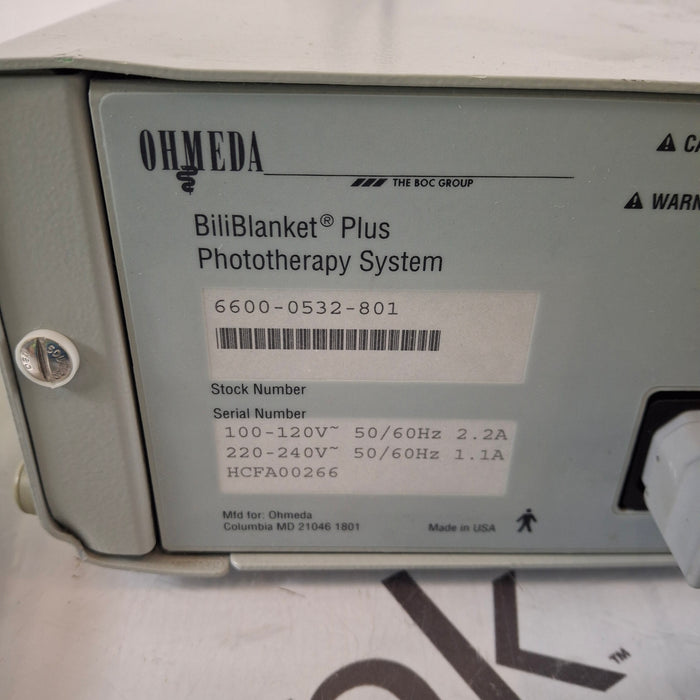 OHMEDA
THE BOC GROUP
BiliBlanket® Plus
Phototherapy System
6600-0532-801
Stock Number
Serial Number
100-120V~ 50/60Hz 2.2A
220-240V~ 50/60Hz 1.1A
HCFA00266
Mfd for: Ohmeda
Columbia MD 21046 1801
Made in USA
⚠ CA
⚠ WARN
OK
TM